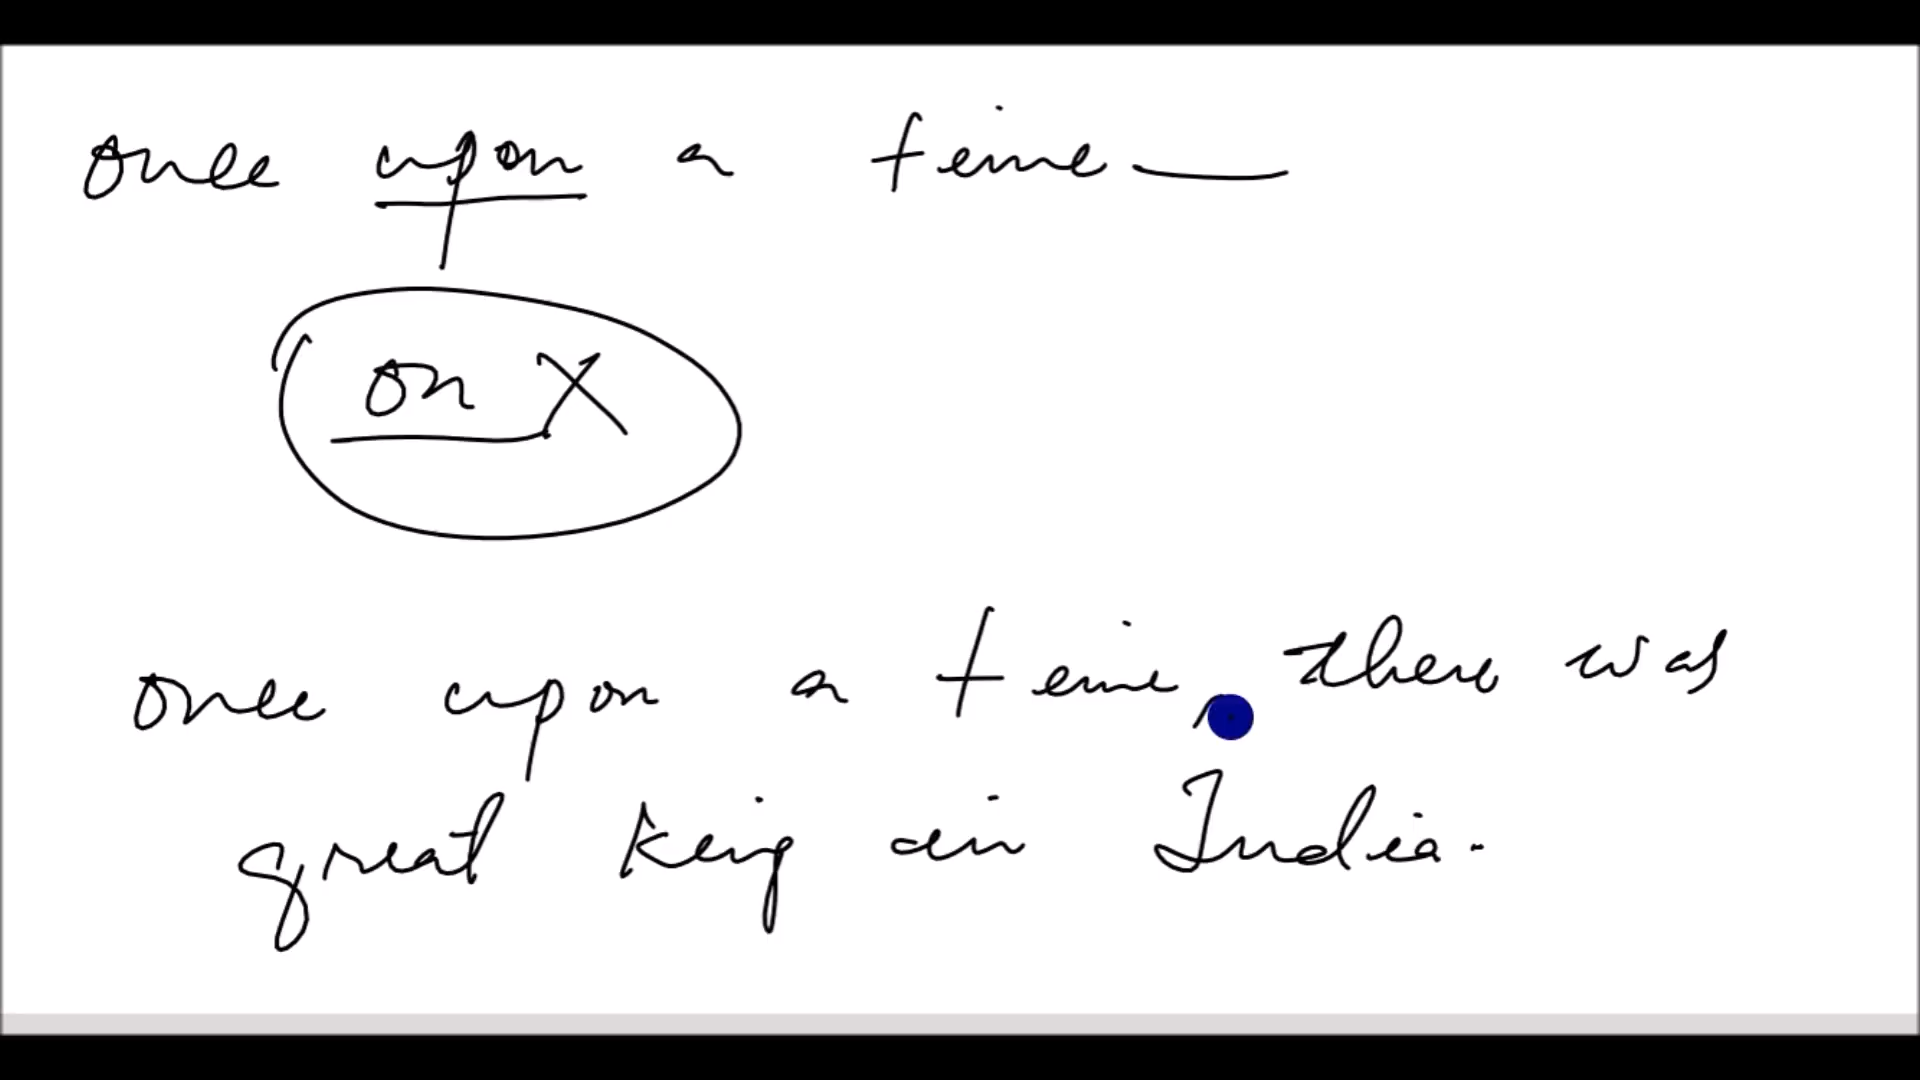 once upon a time —
on X
once upon a time, there was
great king in India.